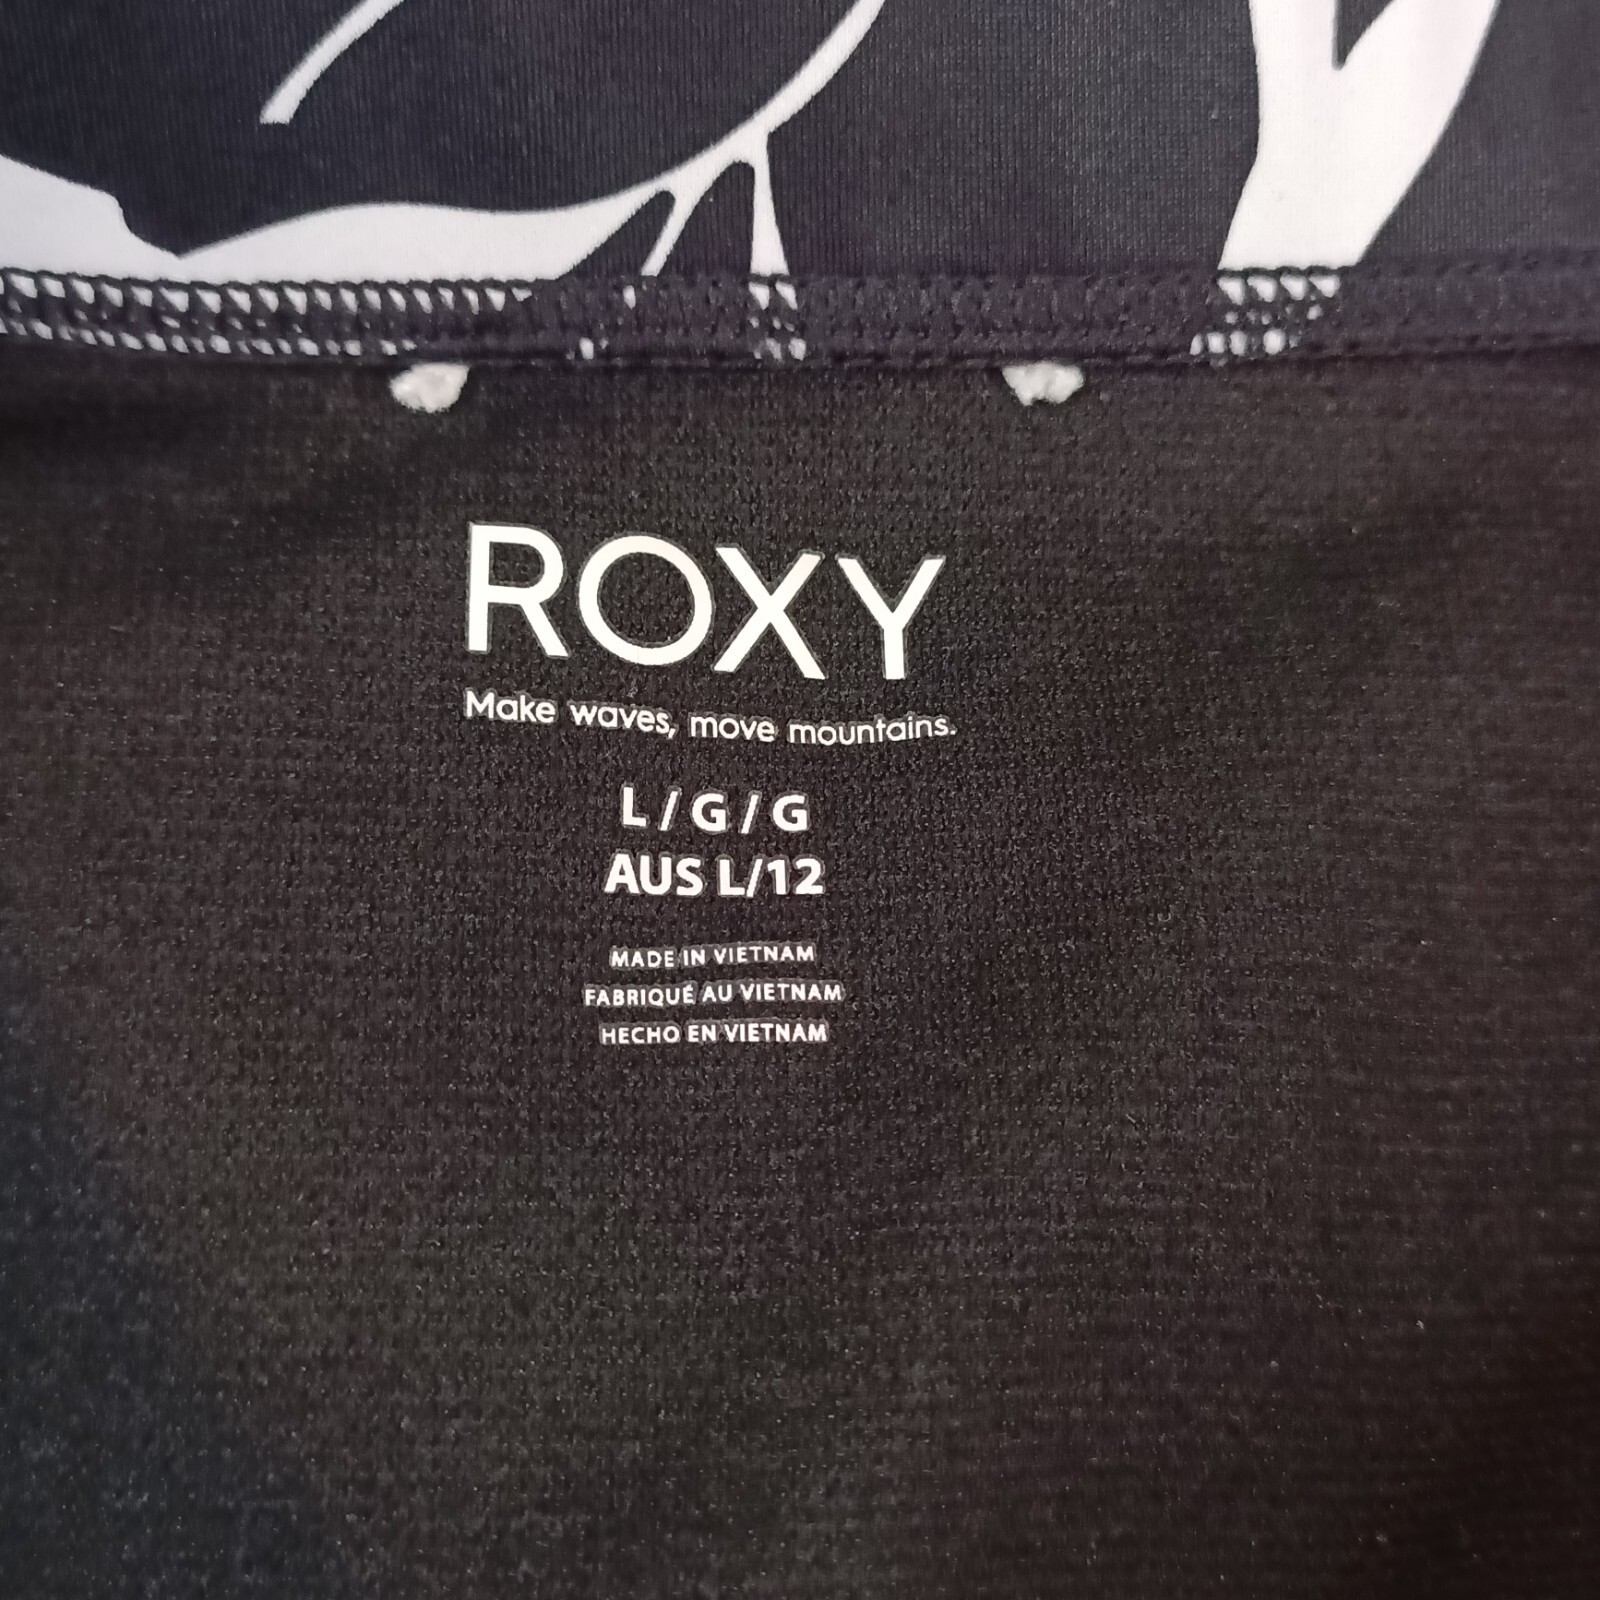 ROXY
Make waves, move mountains.
L / G / G
AUS L/12
MADE IN VIETNAM
FABRIQUÉ AU VIETNAM
HECHO EN VIETNAM